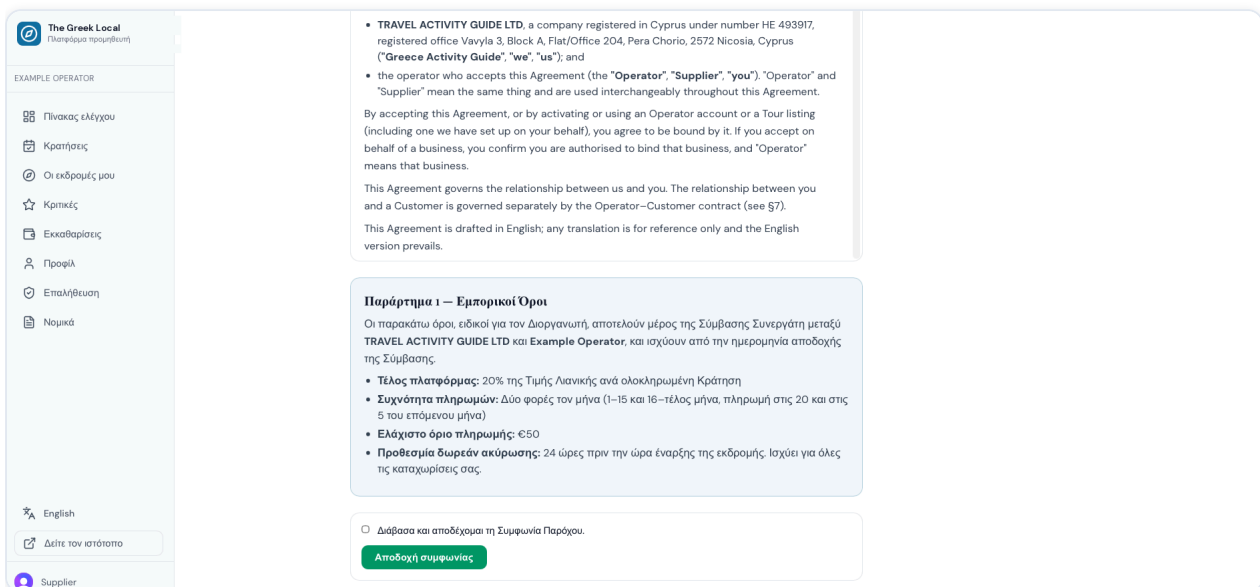 The Greek Local
Πλατφόρμα προμηθευτή
EXAMPLE OPERATOR
Πίνακας ελέγχου
Κρατήσεις
Οι εκδρομές μου
Κριτικές
Εκκαθαρίσεις
Προφίλ
Επαλήθευση
Νομικά
English
Δείτε τον ιστότοπο
Supplier
• TRAVEL ACTIVITY GUIDE LTD, a company registered in Cyprus under number HE 493917,
registered office Vavyla 3, Block A, Flat/Office 204, Pera Chorio, 2572 Nicosia, Cyprus
("Greece Activity Guide", "we", "us"); and
• the operator who accepts this Agreement (the "Operator", "Supplier", "you"). "Operator" and
"Supplier" mean the same thing and are used interchangeably throughout this Agreement.
By accepting this Agreement, or by activating or using an Operator account or a Tour listing
(including one we have set up on your behalf), you agree to be bound by it. If you accept on
behalf of a business, you confirm you are authorised to bind that business, and "Operator"
means that business.
This Agreement governs the relationship between us and you. The relationship between you
and a Customer is governed separately by the Operator–Customer contract (see §7).
This Agreement is drafted in English; any translation is for reference only and the English
version prevails.
Παράρτημα 1 — Εμπορικοί Όροι
Οι παρακάτω όροι, ειδικοί για τον Διοργανωτή, αποτελούν μέρος της Σύμβασης Συνεργάτη μεταξύ
TRAVEL ACTIVITY GUIDE LTD και Example Operator, και ισχύουν από την ημερομηνία αποδοχής
της Σύμβασης.
• Τέλος πλατφόρμας: 20% της Τιμής Λιανικής ανά ολοκληρωμένη Κράτηση
• Συχνότητα πληρωμών: Δύο φορές τον μήνα (1–15 και 16–τέλος μήνα, πληρωμή στις 20 και στις
5 του επόμενου μήνα)
• Ελάχιστο όριο πληρωμής: €50
• Προθεσμία δωρεάν ακύρωσης: 24 ώρες πριν την ώρα έναρξης της εκδρομής. Ισχύει για όλες
τις καταχωρίσεις σας.
Διάβασα και αποδέχομαι τη Συμφωνία Παρόχου.
Αποδοχή συμφωνίας